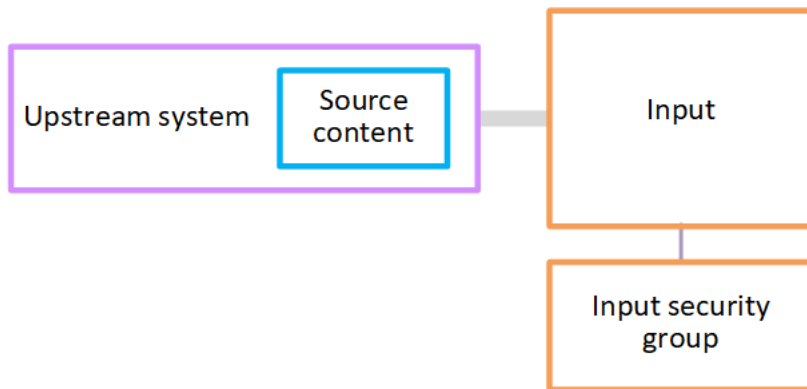 Upstream system
Source
content
Input
Input security
group